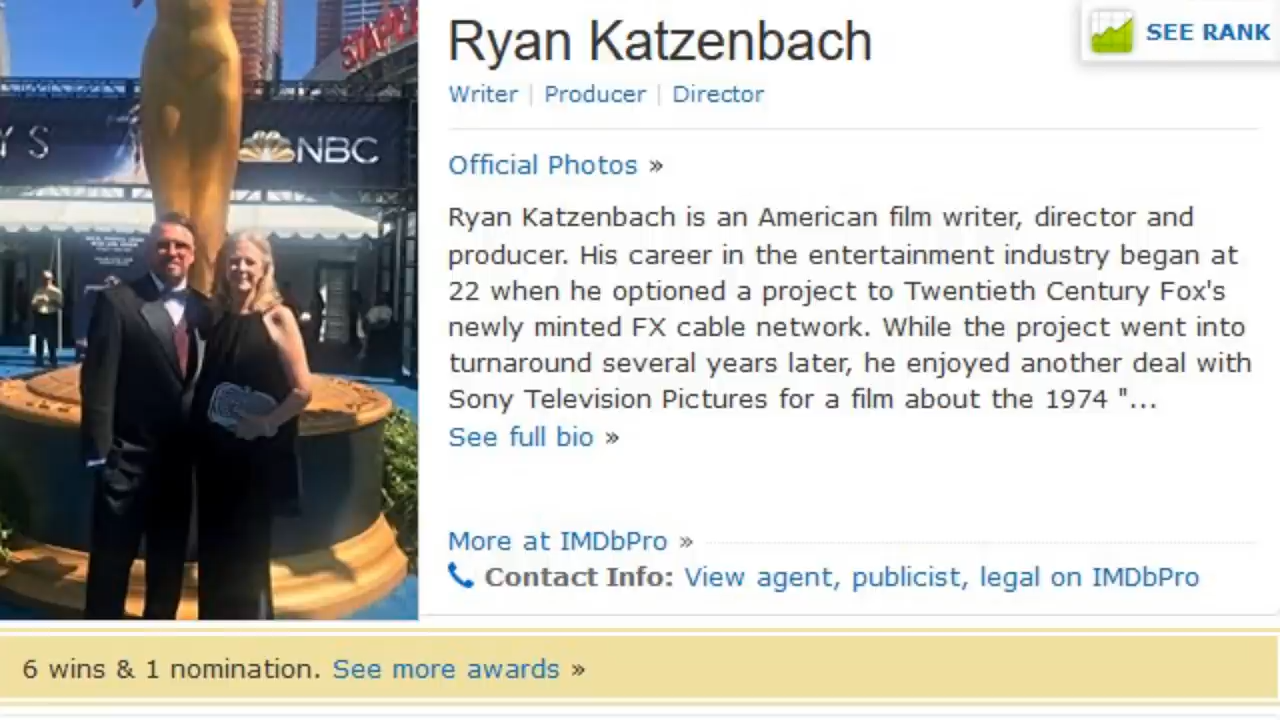 STAPLE
YS
NBC
Ryan Katzenbach
SEE RANK
Writer | Producer | Director
Official Photos »
Ryan Katzenbach is an American film writer, director and
producer. His career in the entertainment industry began at
22 when he optioned a project to Twentieth Century Fox's
newly minted FX cable network. While the project went into
turnaround several years later, he enjoyed another deal with
Sony Television Pictures for a film about the 1974 "...
See full bio »
More at IMDbPro »
Contact Info: View agent, publicist, legal on IMDbPro
6 wins & 1 nomination. See more awards »